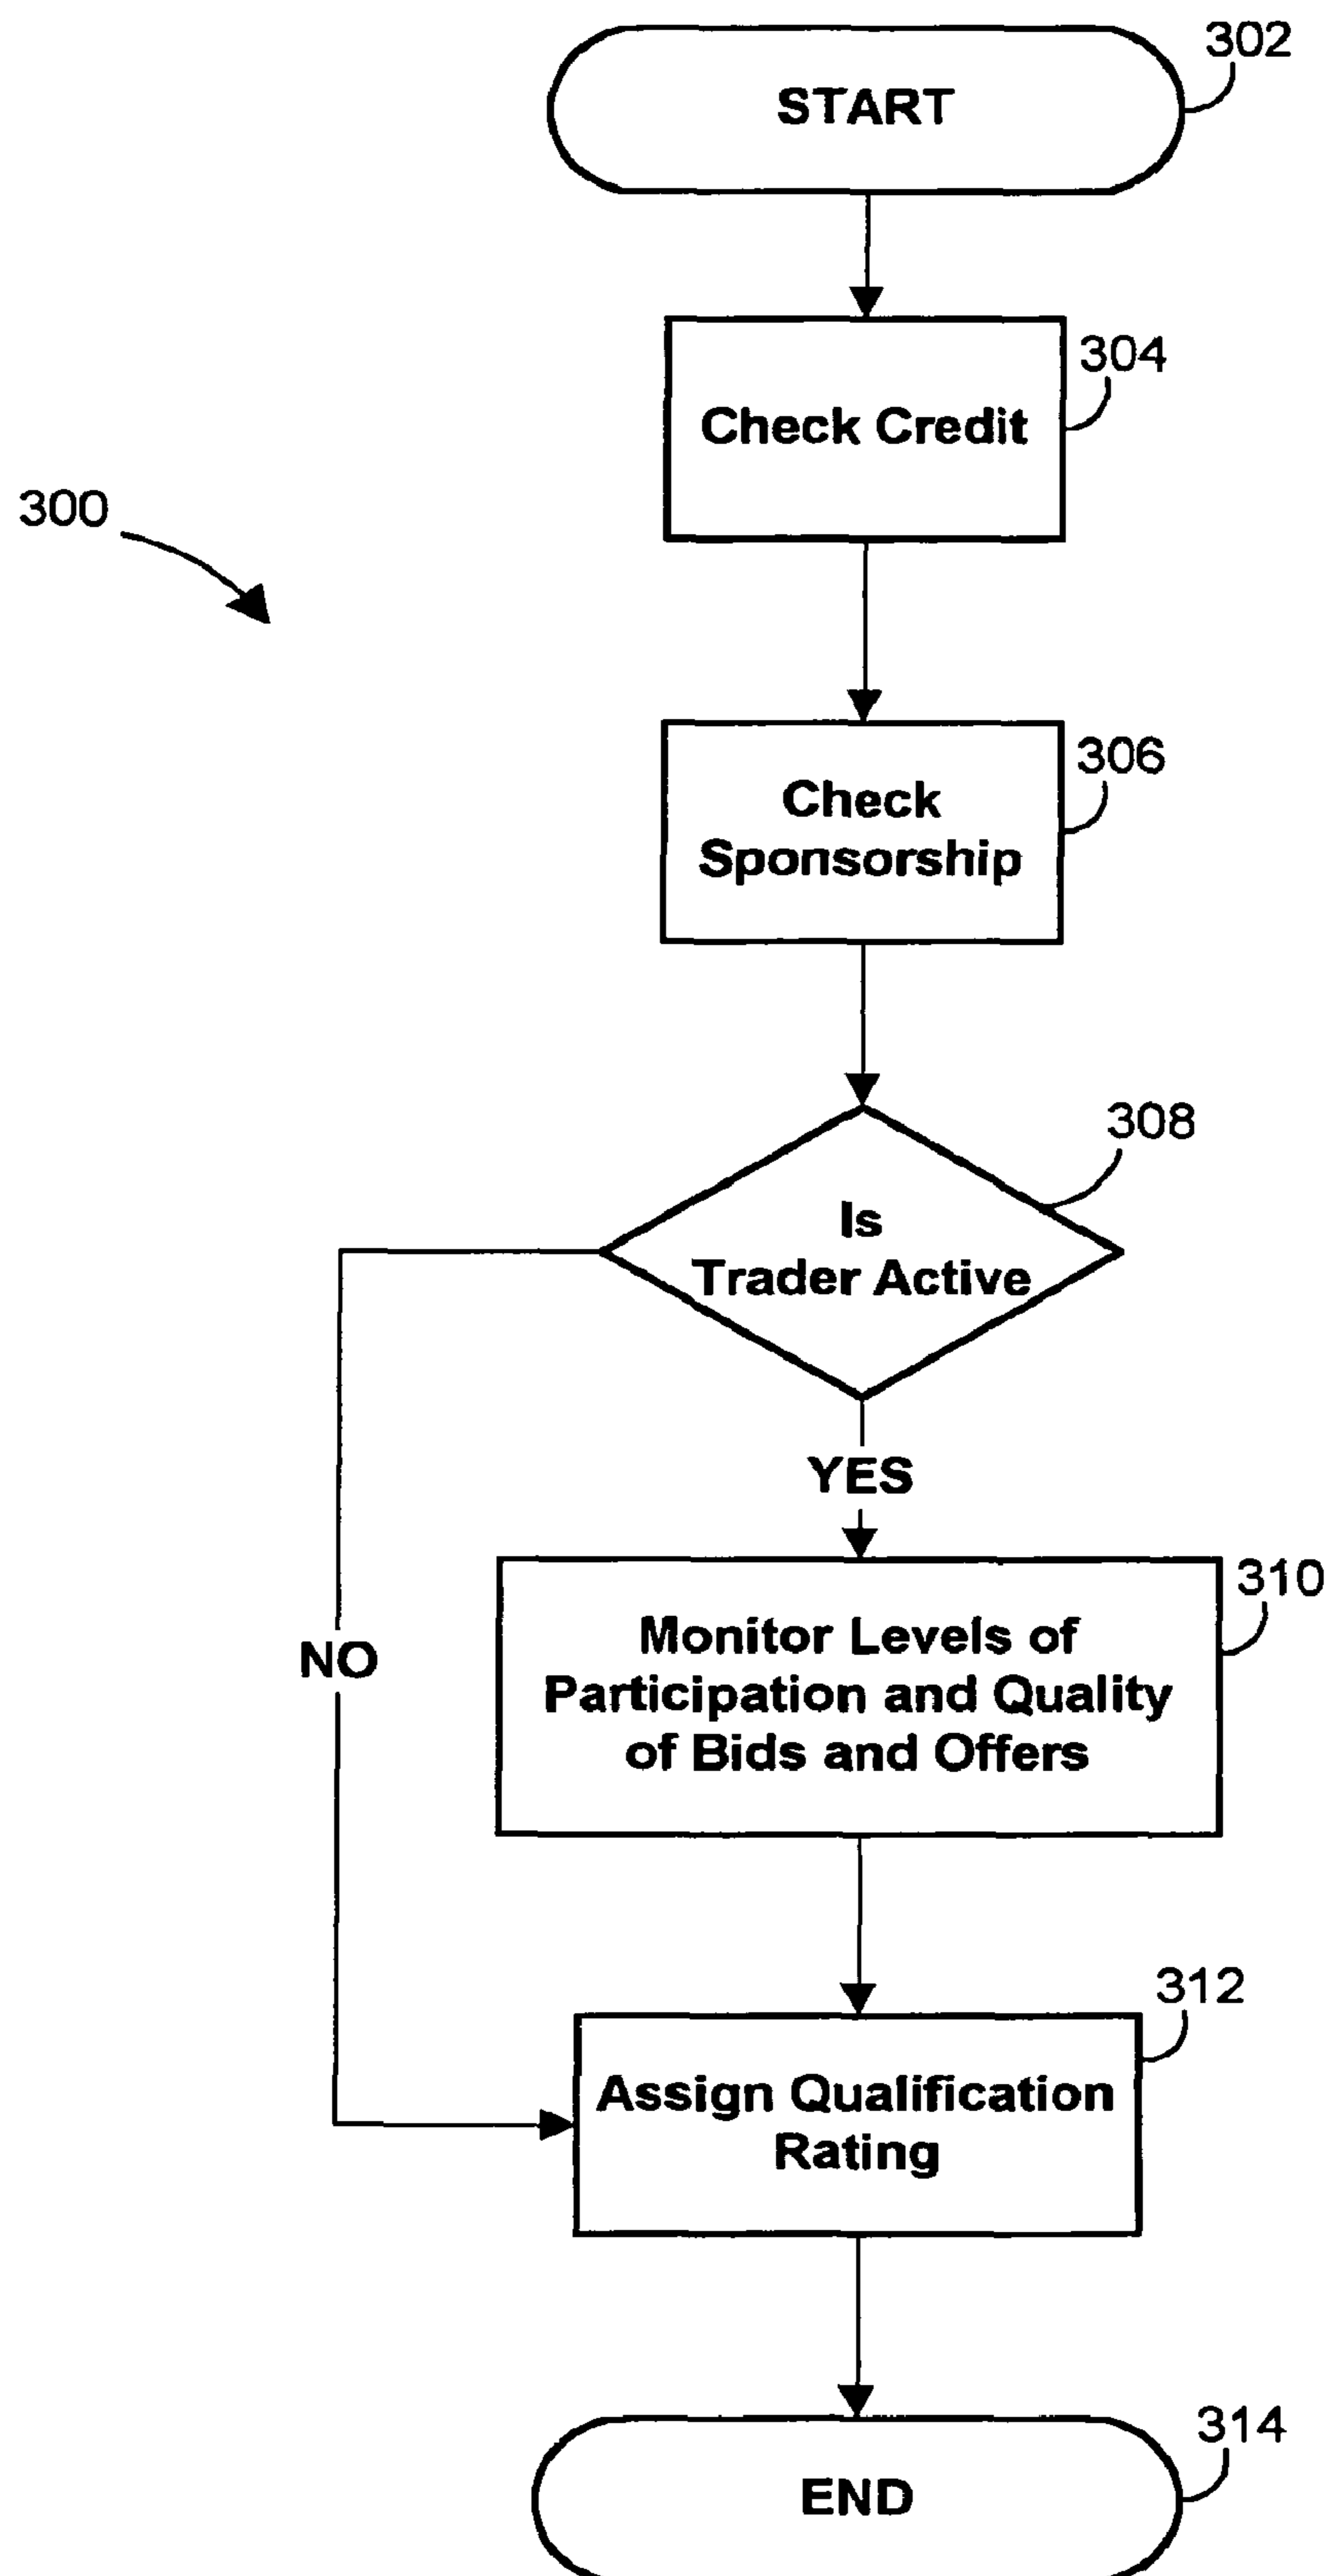 302
START
304
Check Credit
300
306
Check
Sponsorship
308
Is
Trader Active
YES
310
Monitor Levels of
Participation and Quality
of Bids and Offers
NO
312
Assign Qualification
Rating
314
END